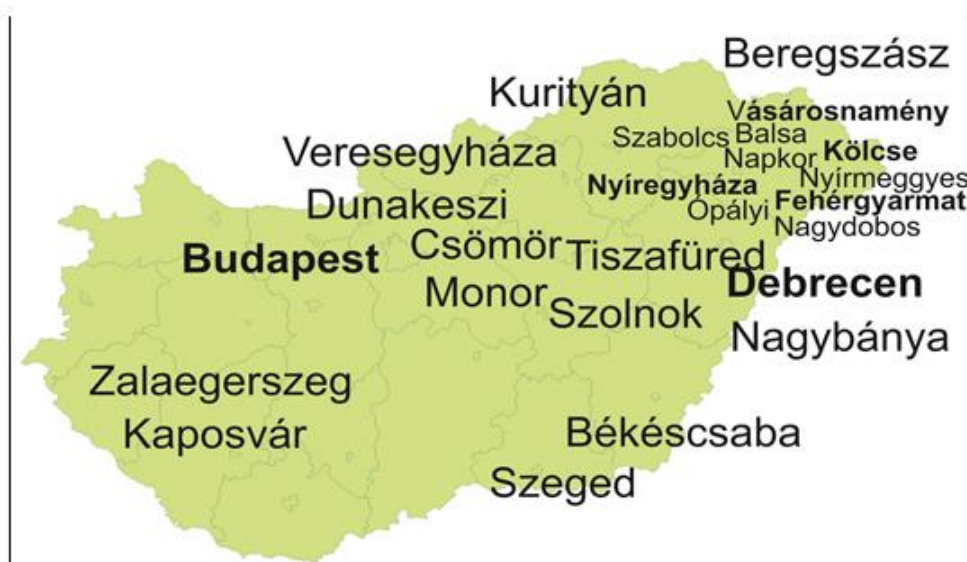 Beregszász
Kurityán
Vásárosnamény
Szabolcs Balsa
Veresegyháza
Napkor Kölcse
Nyírmeggyes
Nyíregyháza
Dunakeszi
Ópályi Fehérgyarmat
Nagydobos
Budapest
Csömör Tiszafüred
Monor
Debrecen
Szolnok
Nagybánya
Zalaegerszeg
Kaposvár
Békéscsaba
Szeged